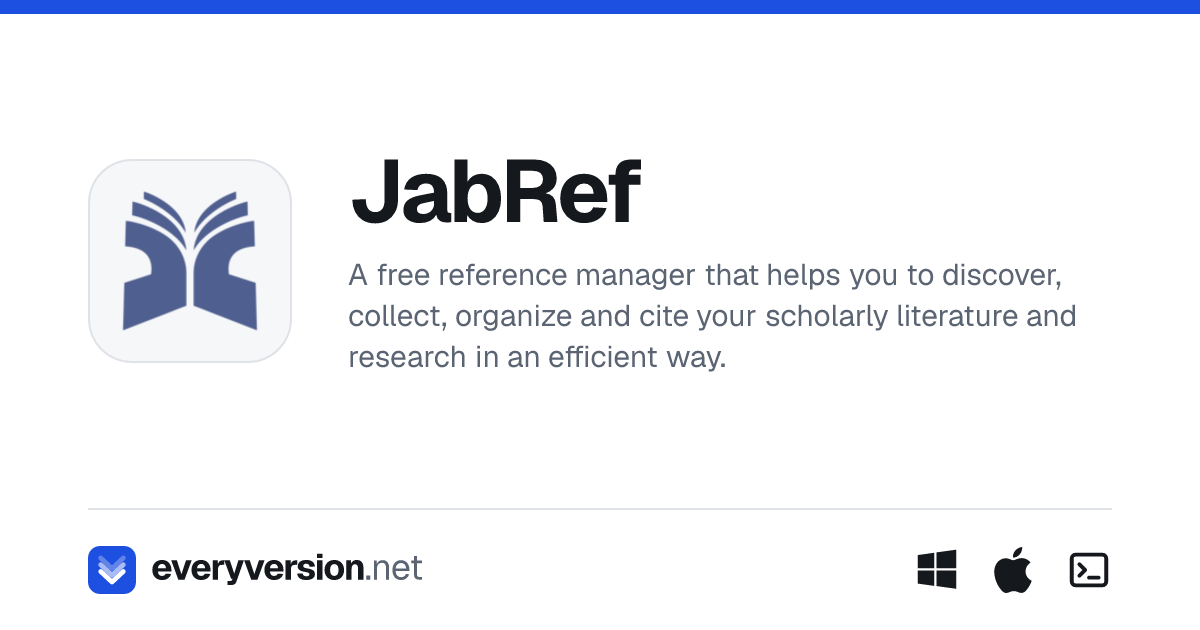 JabRef
A free reference manager that helps you to discover,
collect, organize and cite your scholarly literature and
research in an efficient way.
everyversion.net